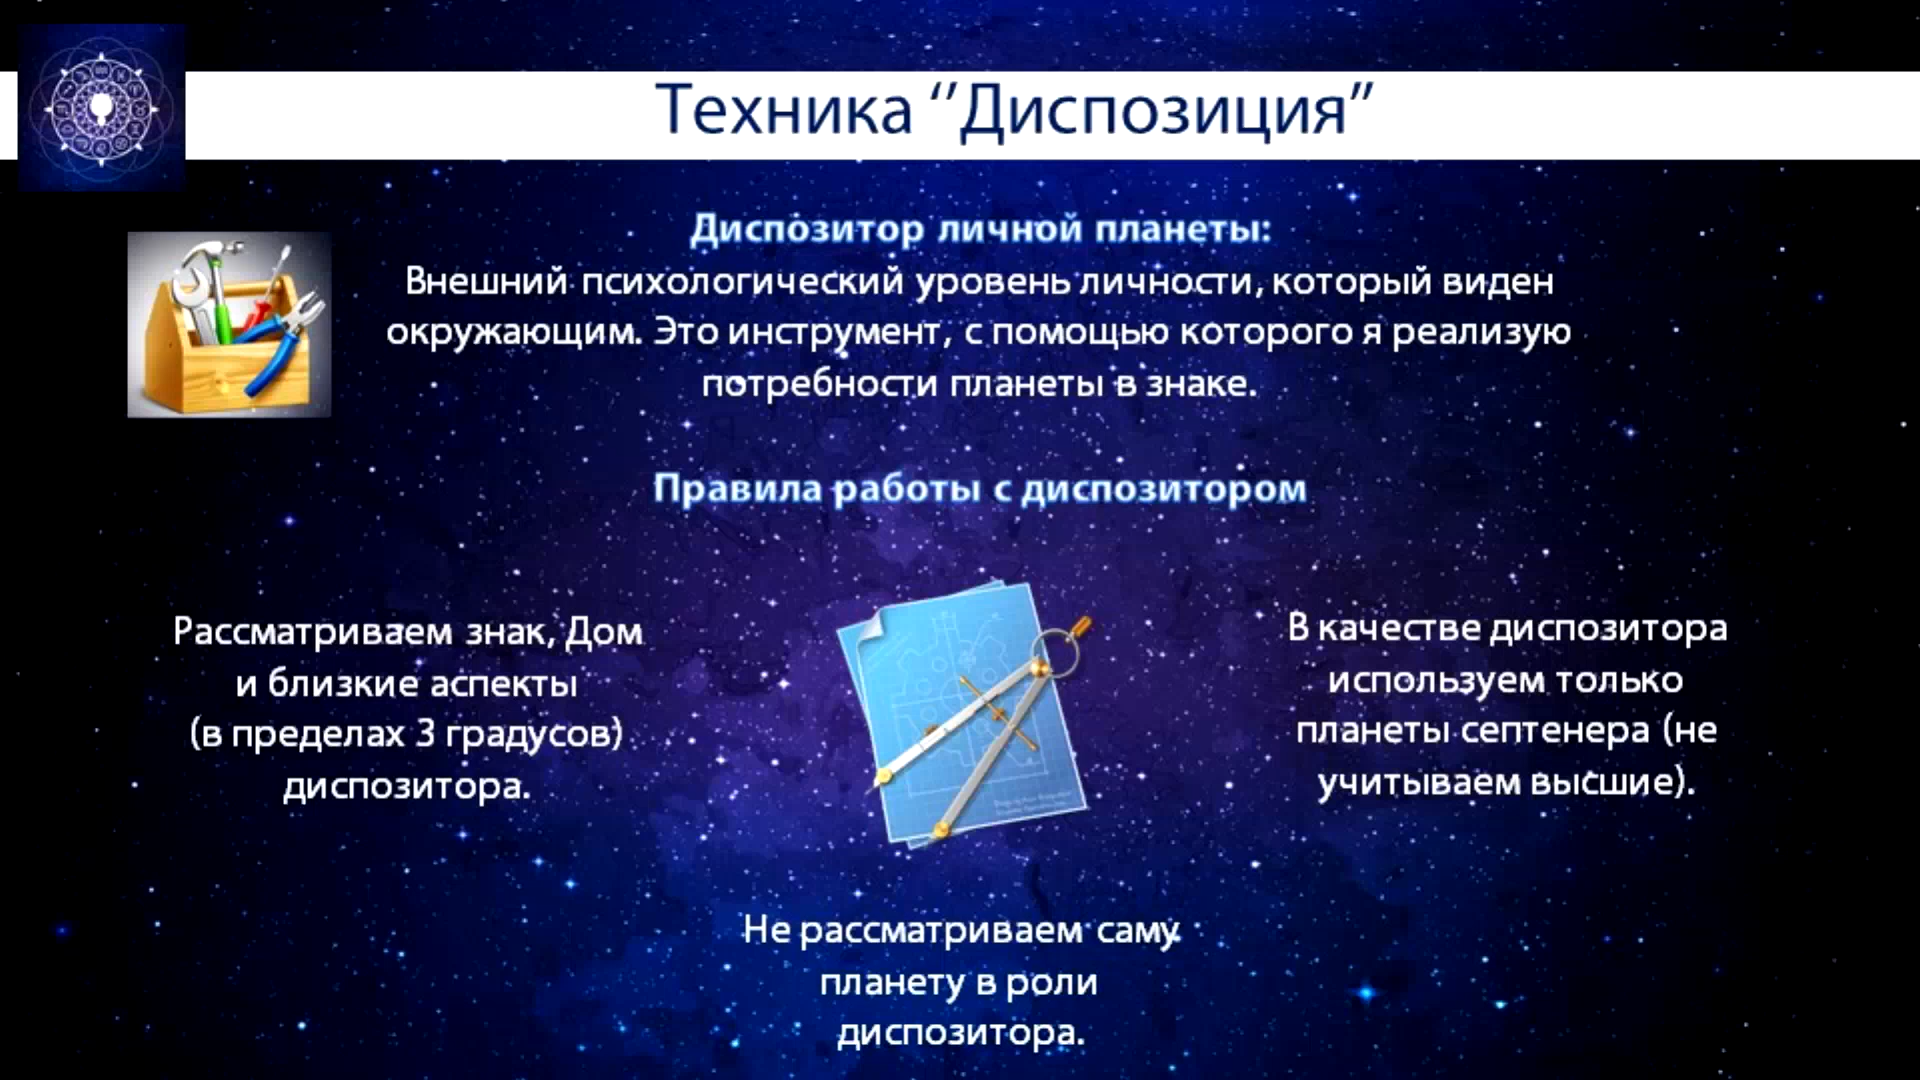 Техника “Диспозиция”
Диспозитор личной планеты:
Внешний психологический уровень личности, который виден
окружающим. Это инструмент, с помощью которого я реализую
потребности планеты в знаке.
Правила работы с диспозитором
Рассматриваем знак, Дом
и близкие аспекты
(в пределах 3 градусов)
диспозитора.
В качестве диспозитора
используем только
планеты септенера (не
учитываем высшие).
Не рассматриваем саму
планету в роли
диспозитора.